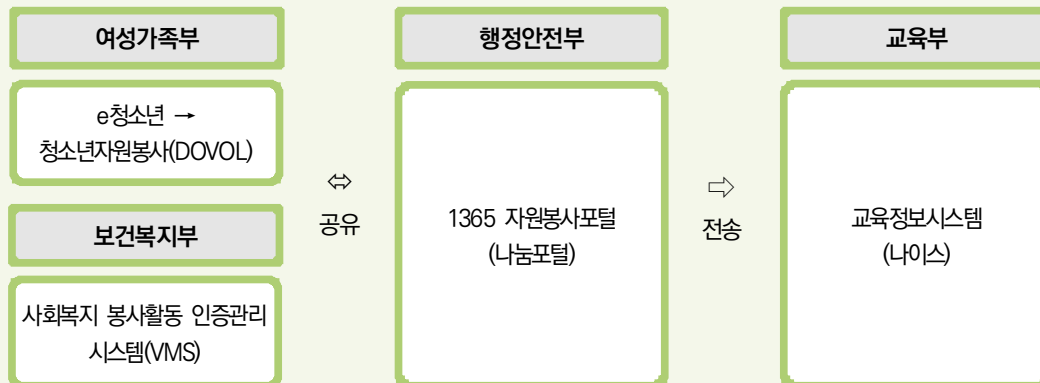 여성가족부
e청소년 →
청소년자원봉사(DOVOL)
보건복지부
사회복지 봉사활동 인증관리
시스템(VMS)
⇔
공유
행정안전부
1365 자원봉사포털
(나눔포털)
⇨
전송
교육부
교육정보시스템
(나이스)